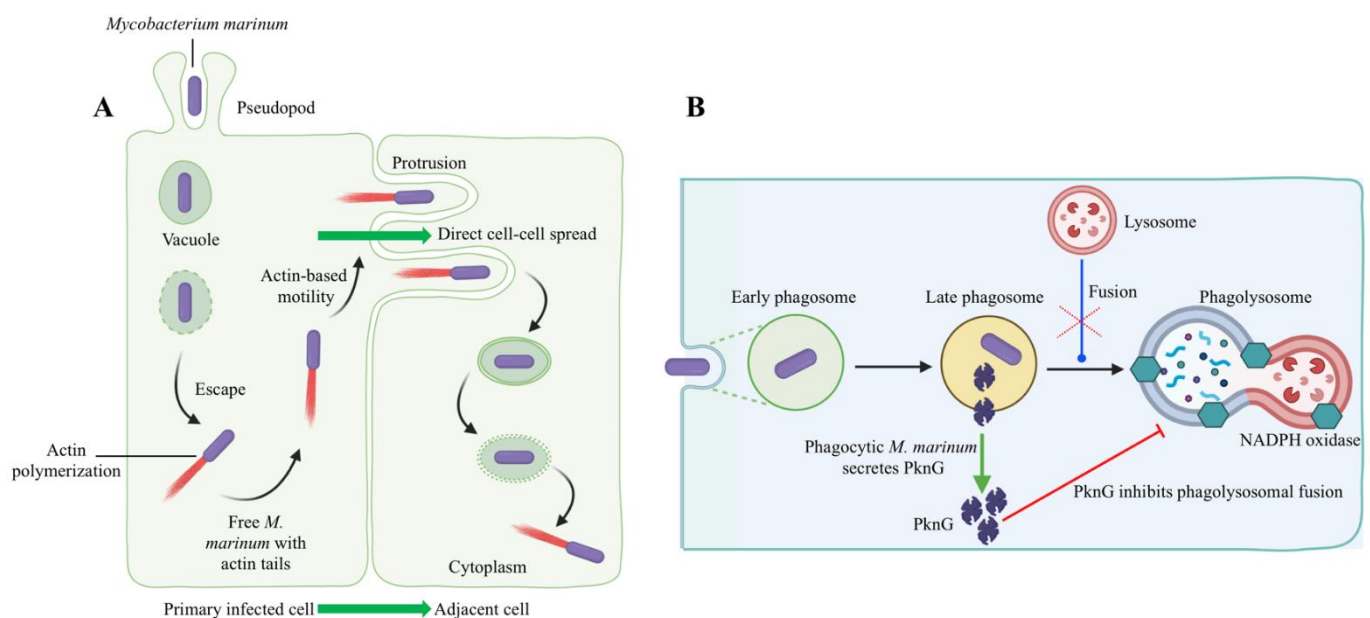 Mycobacterium marinum
A
Pseudopod
Protrusion
Vacuole
Direct cell-cell spread
Actin-based
motility
Escape
Actin
polymerization
Free M.
marinum with
actin tails
Cytoplasm
Primary infected cell
Adjacent cell
B
Lysosome
Early phagosome
Late phagosome
Fusion
Phagolysosome
NADPH oxidase
Phagocytic M. marinum
secretes PknG
PknG inhibits phagolysosomal fusion
PknG